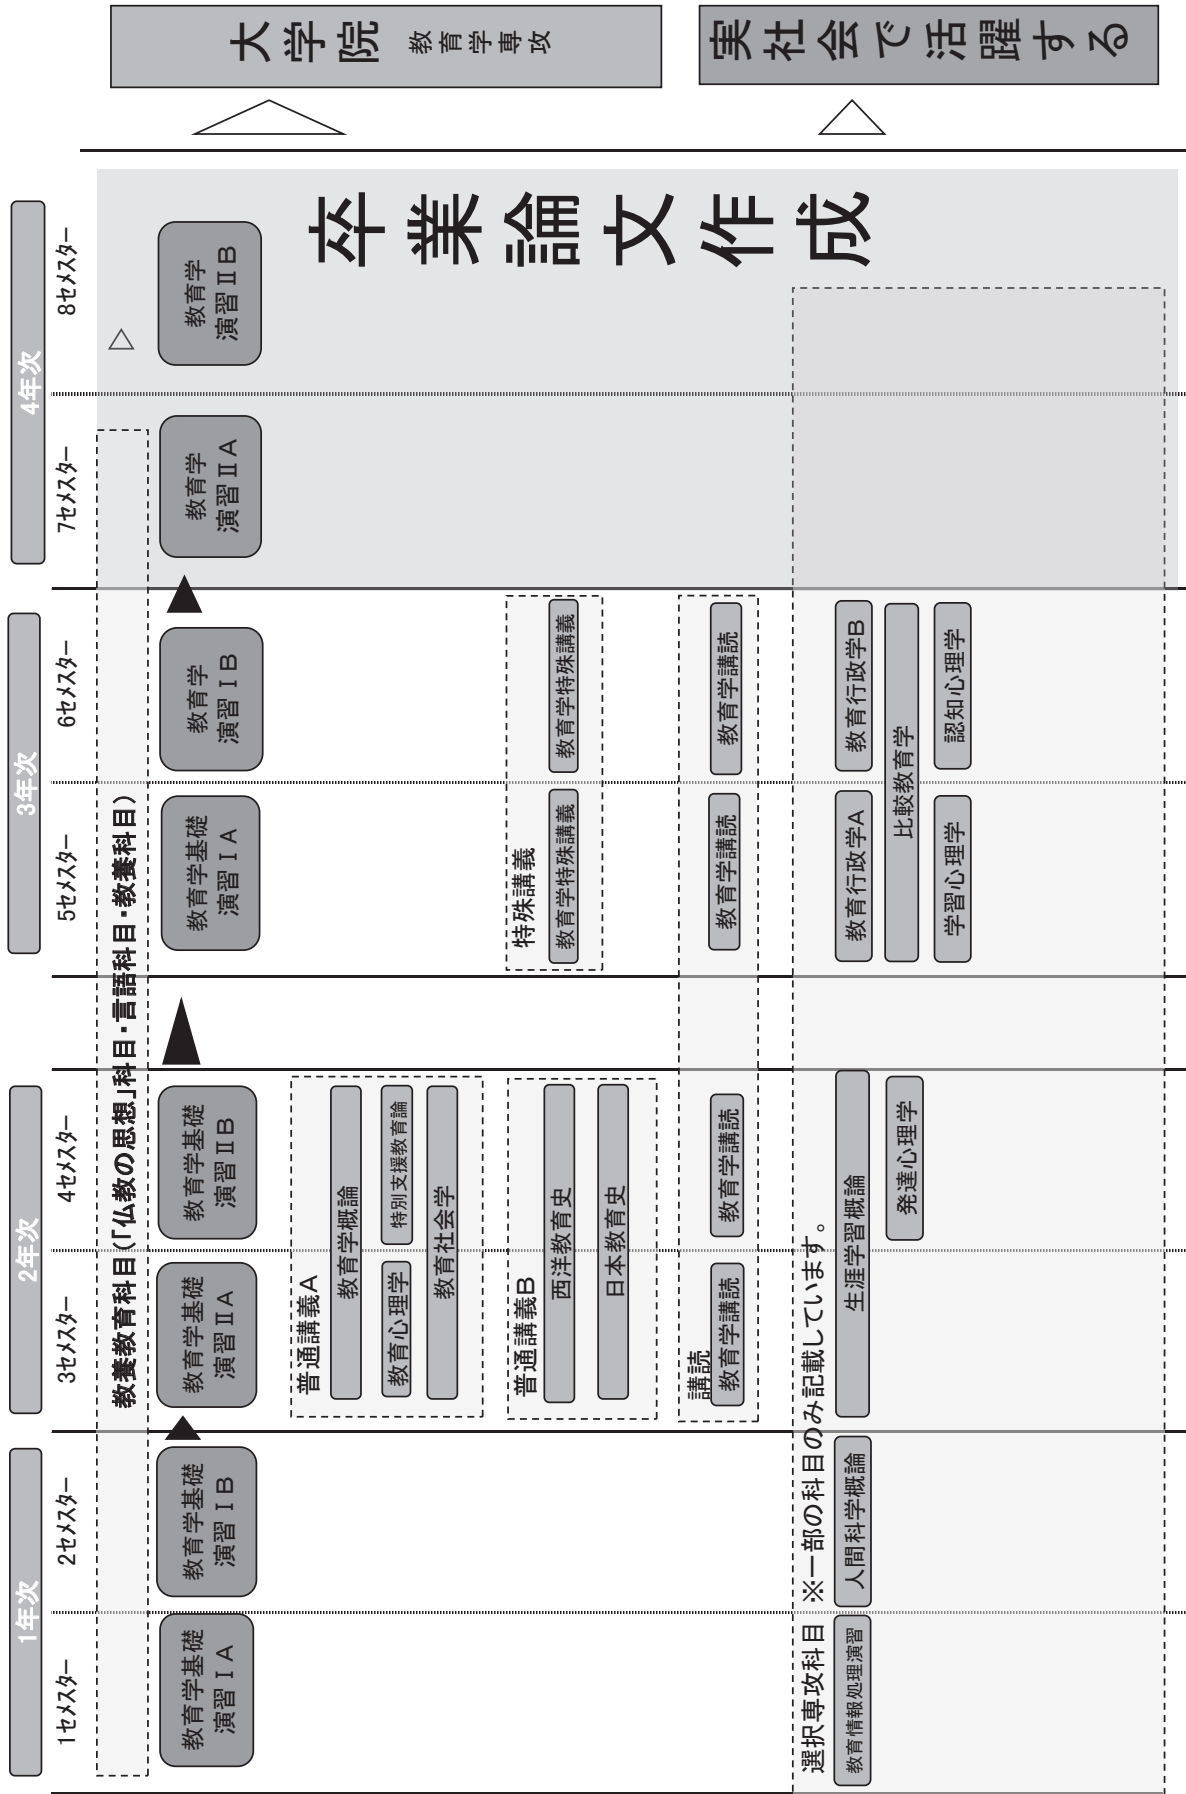 1年次
2年次
3年次
4年次
1セメスター
2セメスター
3セメスター
4セメスター
5セメスター
6セメスター
7セメスター
8セメスター
教養教育科目(「仏教の思想」科目・言語科目・教養科目)
教育学基礎
演習ⅠA
教育学基礎
演習ⅠB
教育学基礎
演習ⅡA
教育学基礎
演習ⅡB
教育学基礎
演習ⅠA
教育学
演習ⅠB
教育学
演習ⅡA
教育学
演習ⅡB
卒業論文作成
普通講義A
教育学概論
教育心理学
特別支援教育論
教育社会学
普通講義B
西洋教育史
日本教育史
特殊講義
教育学特殊講義
教育学特殊講義
講読
教育学講読
教育学講読
教育学講読
教育学講読
選択専攻科目 ※一部の科目のみ記載しています。
教育情報処理演習
人間科学概論
生涯学習概論
発達心理学
教育行政学A
教育行政学B
比較教育学
学習心理学
認知心理学
大学院 教育学専攻
実社会で活躍する